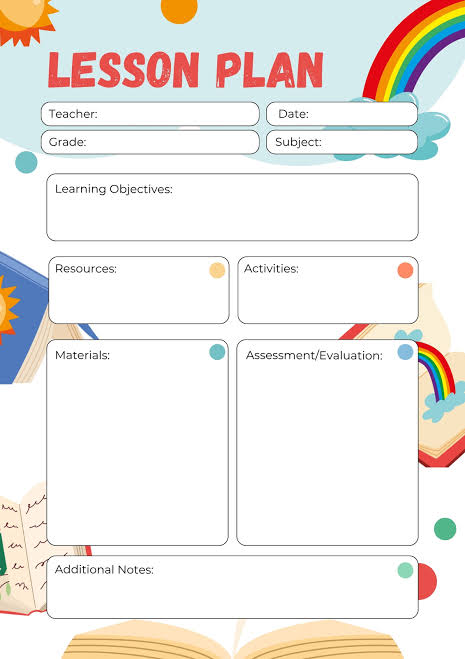 LESSON PLAN
Teacher:
Date:
Grade:
Subject:
Learning Objectives:
Resources:
Activities:
Materials:
Assessment/Evaluation:
Additional Notes: